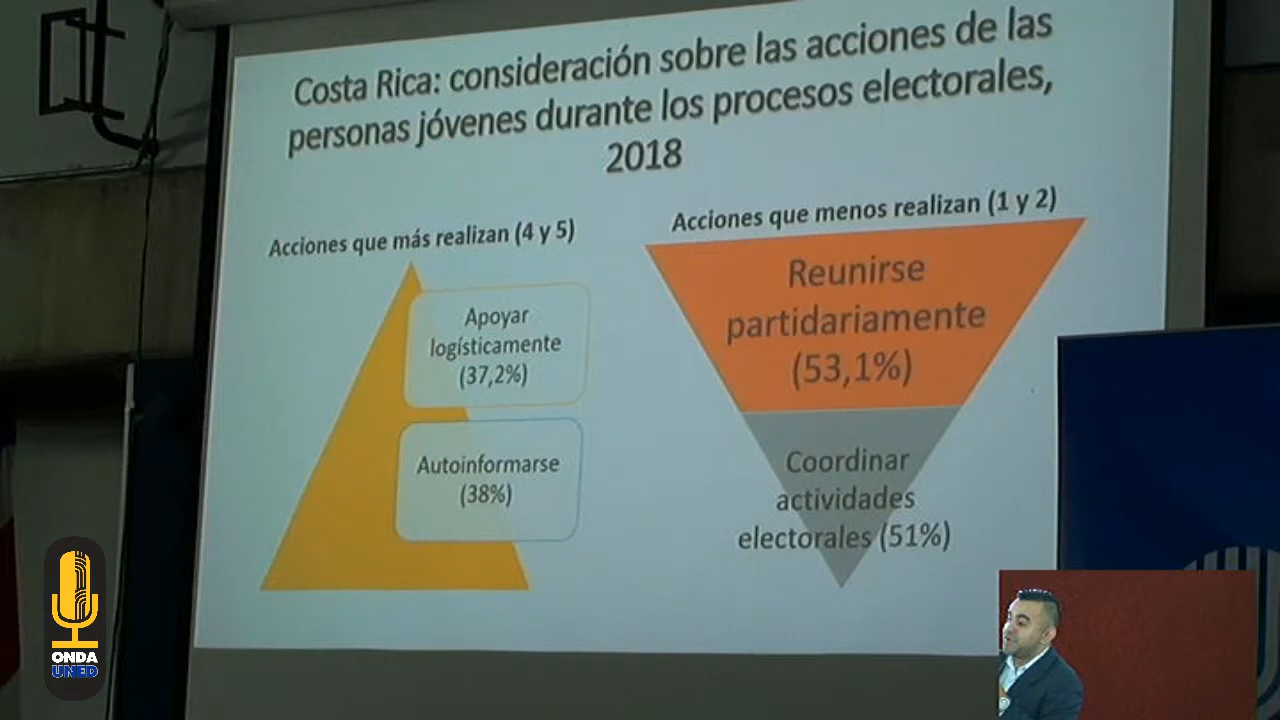 Costa Rica: consideración sobre las acciones de las
personas jóvenes durante los procesos electorales,
2018
Acciones que más realizan (4 y 5)
Apoyar
logísticamente
(37,2%)
Autoinformarse
(38%)
Acciones que menos realizan (1 y 2)
Reunirse
partidariamente
(53,1%)
Coordinar
actividades
electorales (51%)
ONDA
UNED